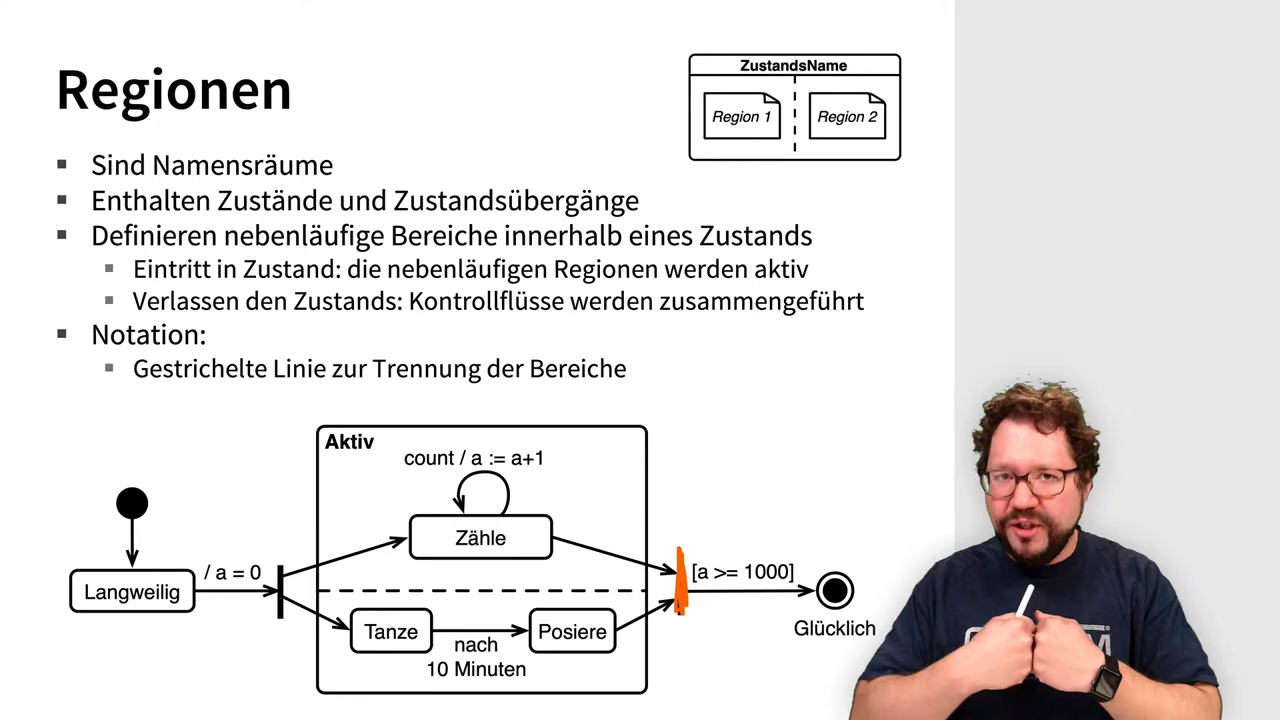 Regionen
ZustandsName
Region 1
Region 2
Sind Namensräume
Enthalten Zustände und Zustandsübergänge
Definieren nebenläufige Bereiche innerhalb eines Zustands
Eintritt in Zustand: die nebenläufigen Regionen werden aktiv
Verlassen den Zustands: Kontrollflüsse werden zusammengeführt
Notation:
Gestrichelte Linie zur Trennung der Bereiche
Aktiv
count / a := a+1
Zähle
Langweilig
/ a = 0
[a >= 1000]
Tanze
nach
10 Minuten
Posiere
Glücklich